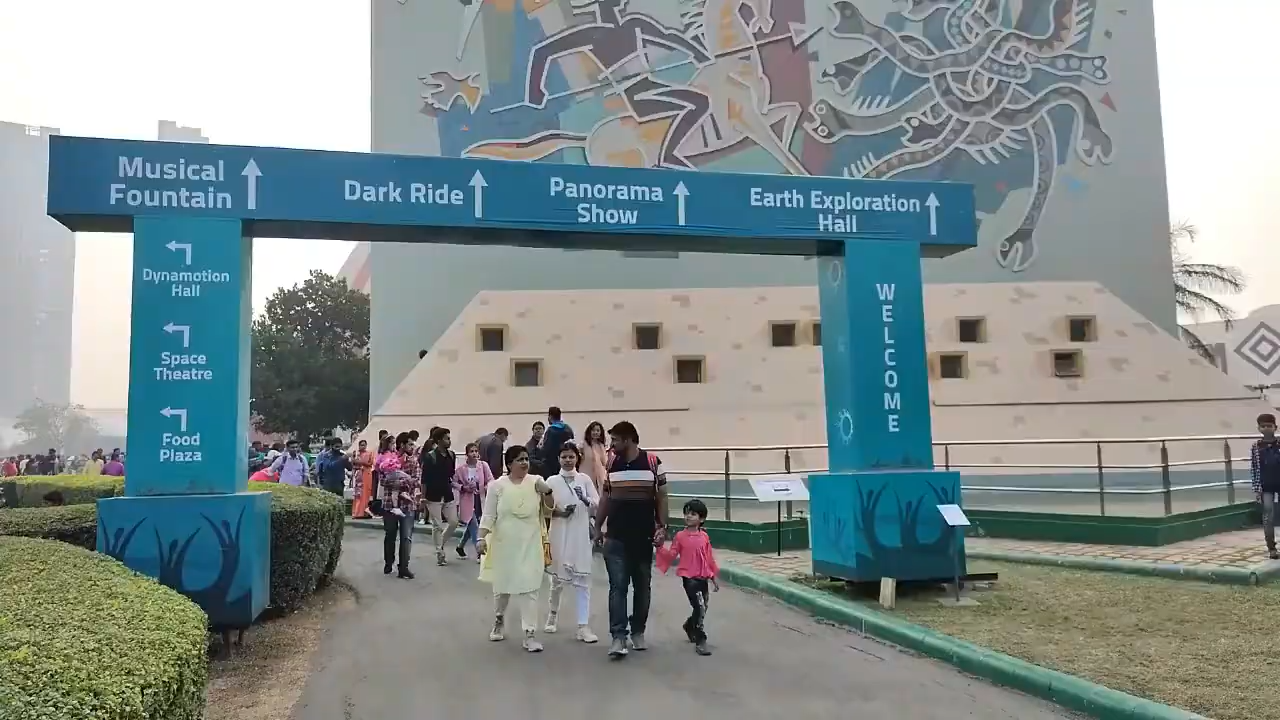 Musical
Fountain
Dark Ride
Panorama
Show
Earth Exploration
Hall
Dynamotion
Hall
Space
Theatre
Food
Plaza
WELCOME